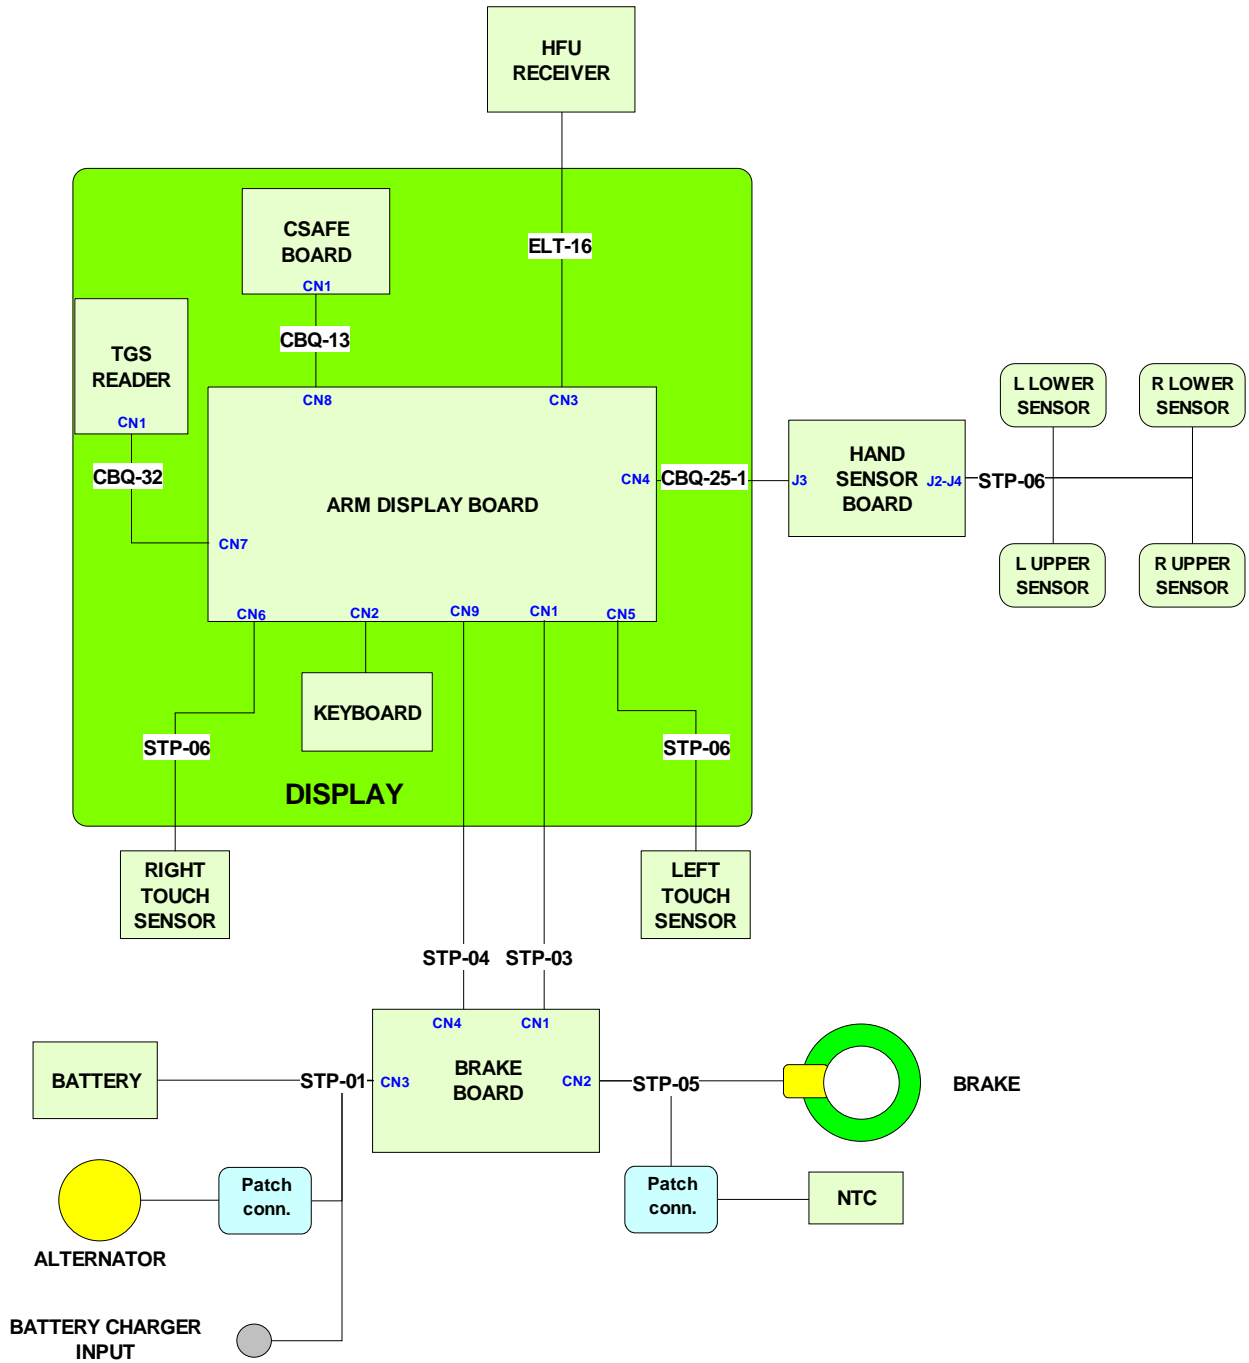 HFU
RECEIVER
ELT-16
CSAFE
BOARD
CN1
CBQ-13
TGS
READER
CN1
CBQ-32
CN8
CN3
CN4
ARM DISPLAY BOARD
CN7
CN6
CN2
CN9
CN1
CN5
CBQ-25-1
J3
HAND
SENSOR
BOARD
J2-J4
STP-06
L LOWER
SENSOR
R LOWER
SENSOR
L UPPER
SENSOR
R UPPER
SENSOR
KEYBOARD
STP-06
STP-06
DISPLAY
RIGHT
TOUCH
SENSOR
LEFT
TOUCH
SENSOR
STP-04
STP-03
CN4
CN1
BRAKE
BOARD
CN3
CN2
BATTERY
STP-01
STP-05
BRAKE
Patch
conn.
ALTERNATOR
Patch
conn.
NTC
BATTERY CHARGER
INPUT